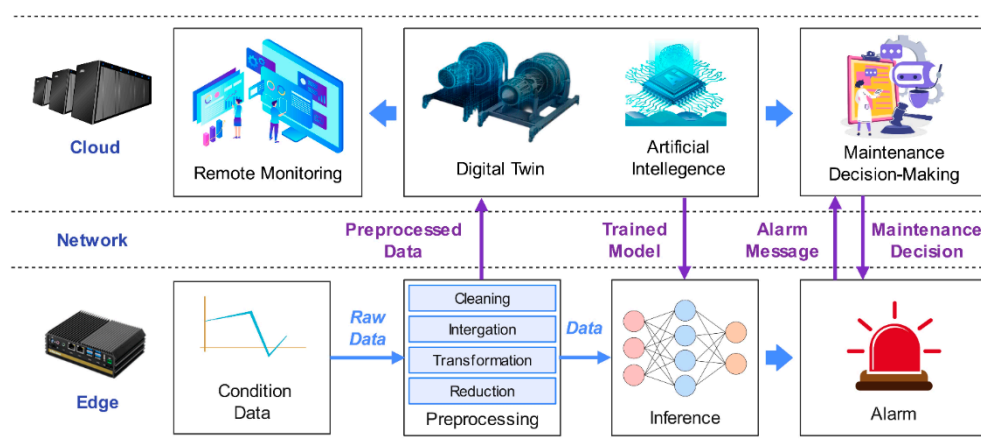 Cloud
Remote Monitoring
Digital Twin
Artificial
Intellegence
Maintenance
Decision-Making
Network
Preprocessed
Data
Trained
Model
Alarm
Message
Maintenance
Decision
Edge
Condition
Data
Raw
Data
Cleaning
Intergation
Transformation
Reduction
Preprocessing
Data
Inference
Alarm